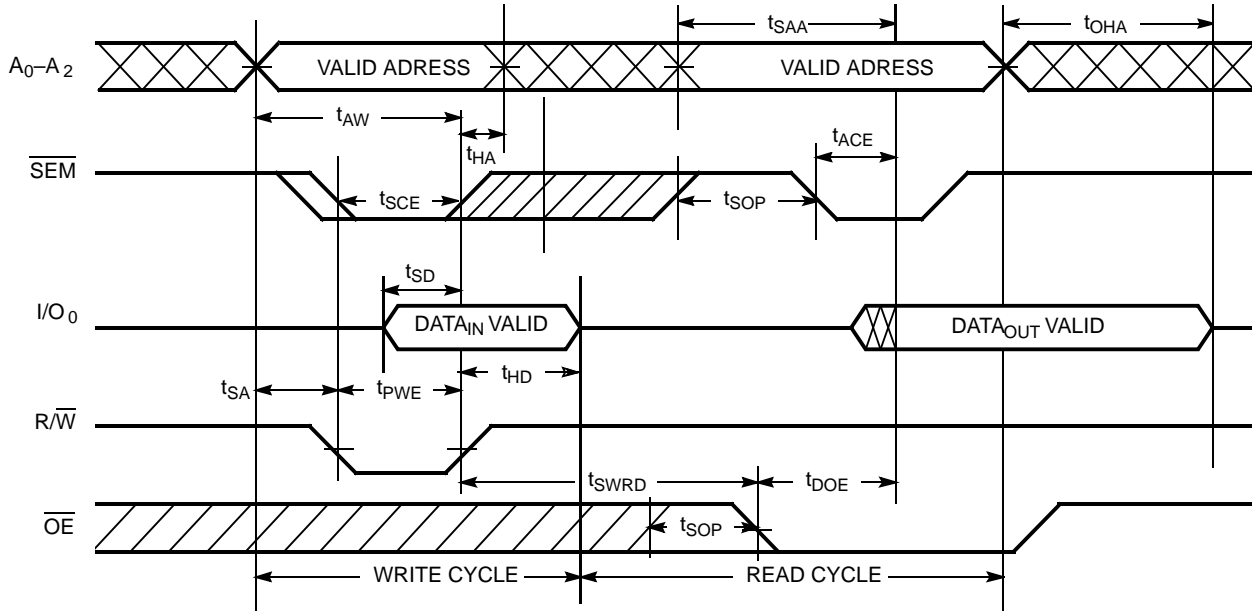 tSAA tOHA
A0–A2 VALID ADRESS VALID ADRESS
tAW
tHA tACE
SEM
tSCE tSOP
tSD
I/O0 DATAIN VALID DATAOUT VALID
tSA tPWE tHD
R/W
tSWRD tDOE
OE tSOP
WRITE CYCLE READ CYCLE